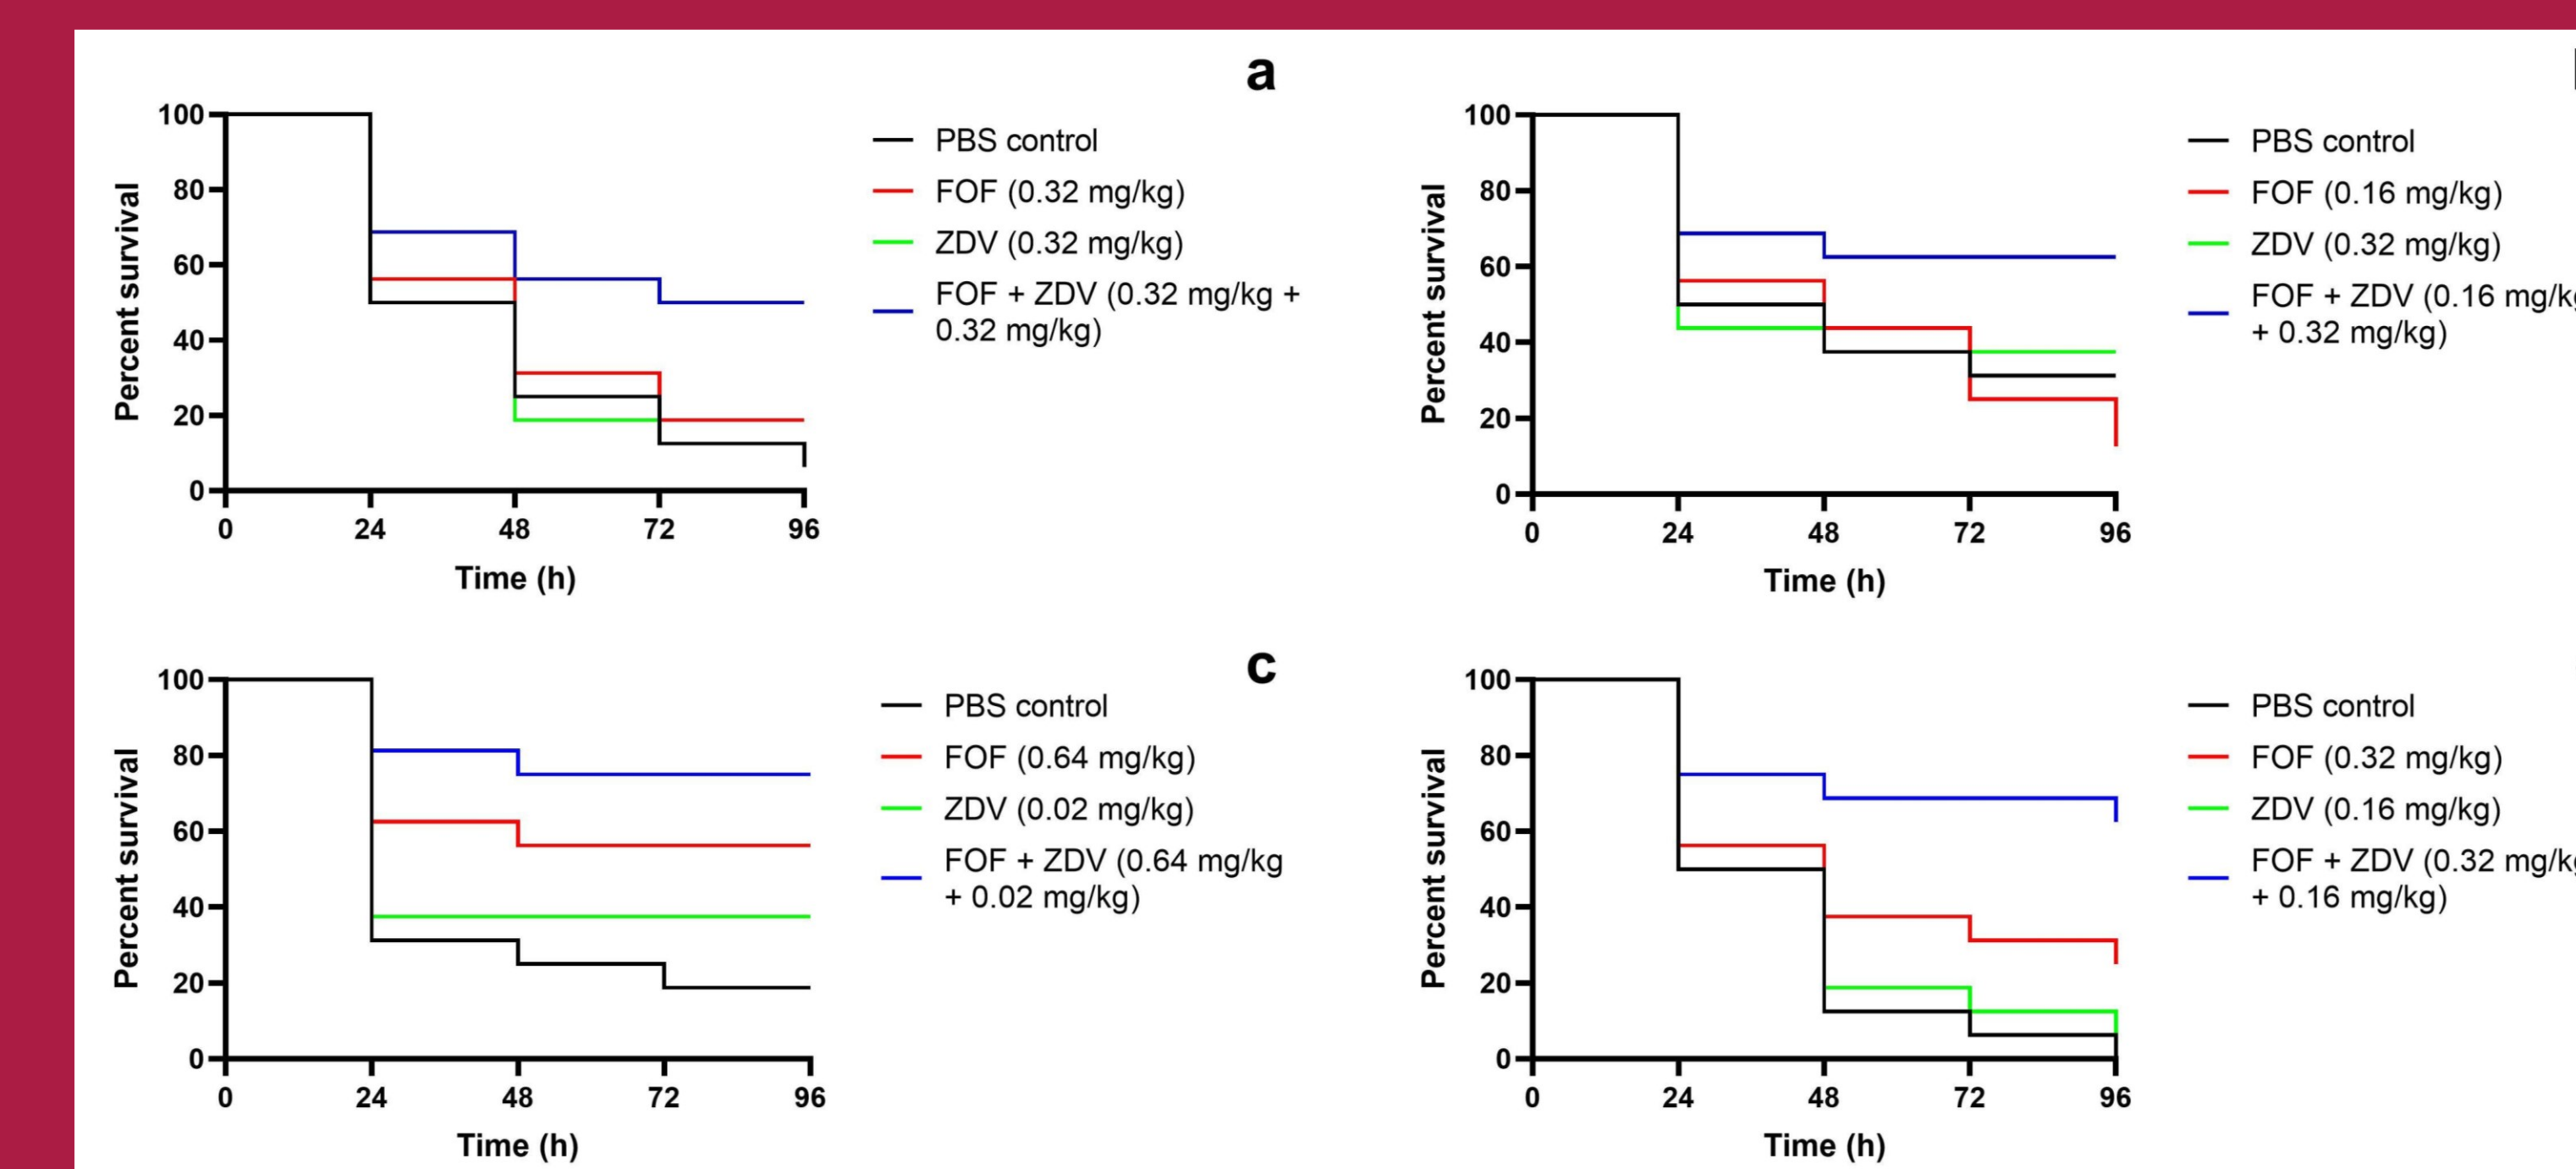 a
100
80
60
40
20
0
0 24 48 72 96
Percent survival
Time (h)
PBS control
FOF (0.32 mg/kg)
ZDV (0.32 mg/kg)
FOF + ZDV (0.32 mg/kg +
0.32 mg/kg)
100
80
60
40
20
0
0 24 48 72 96
Percent survival
Time (h)
PBS control
FOF (0.16 mg/kg)
ZDV (0.32 mg/kg)
FOF + ZDV (0.16 mg/k
+ 0.32 mg/kg)
c
100
80
60
40
20
0
0 24 48 72 96
Percent survival
Time (h)
PBS control
FOF (0.64 mg/kg)
ZDV (0.02 mg/kg)
FOF + ZDV (0.64 mg/kg
+ 0.02 mg/kg)
100
80
60
40
20
0
0 24 48 72 96
Percent survival
Time (h)
PBS control
FOF (0.32 mg/kg)
ZDV (0.16 mg/kg)
FOF + ZDV (0.32 mg/k
+ 0.16 mg/kg)